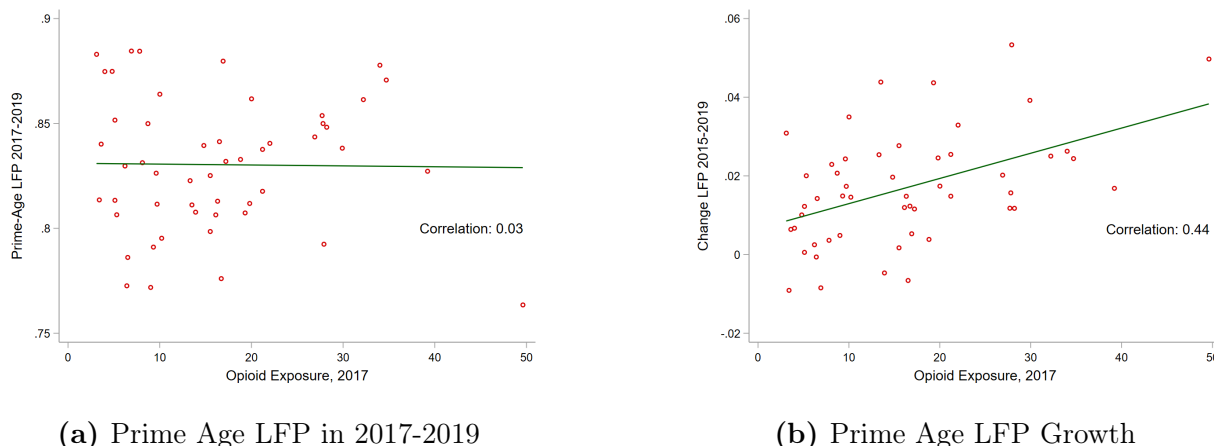 .9
.85
.8
.75
Prime-Age LFP 2017-2019
Correlation: 0.03
0 10 20 30 40 50
Opioid Exposure, 2017
(a) Prime Age LFP in 2017-2019
.06
.04
.02
0
-.02
Change LFP 2015-2019
Correlation: 0.44
0 10 20 30 40 50
Opioid Exposure, 2017
(b) Prime Age LFP Growth